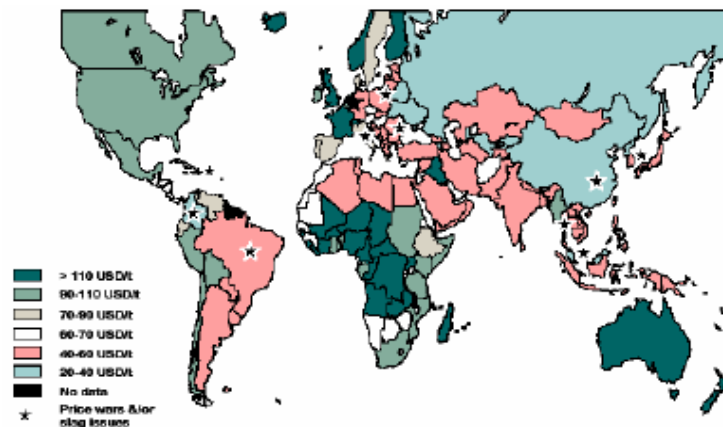 > 110 USD/t
90-110 USD/t
70-90 USD/t
60-70 USD/t
40-60 USD/t
20-40 USD/t
No data
Price wars &/or
slag issues